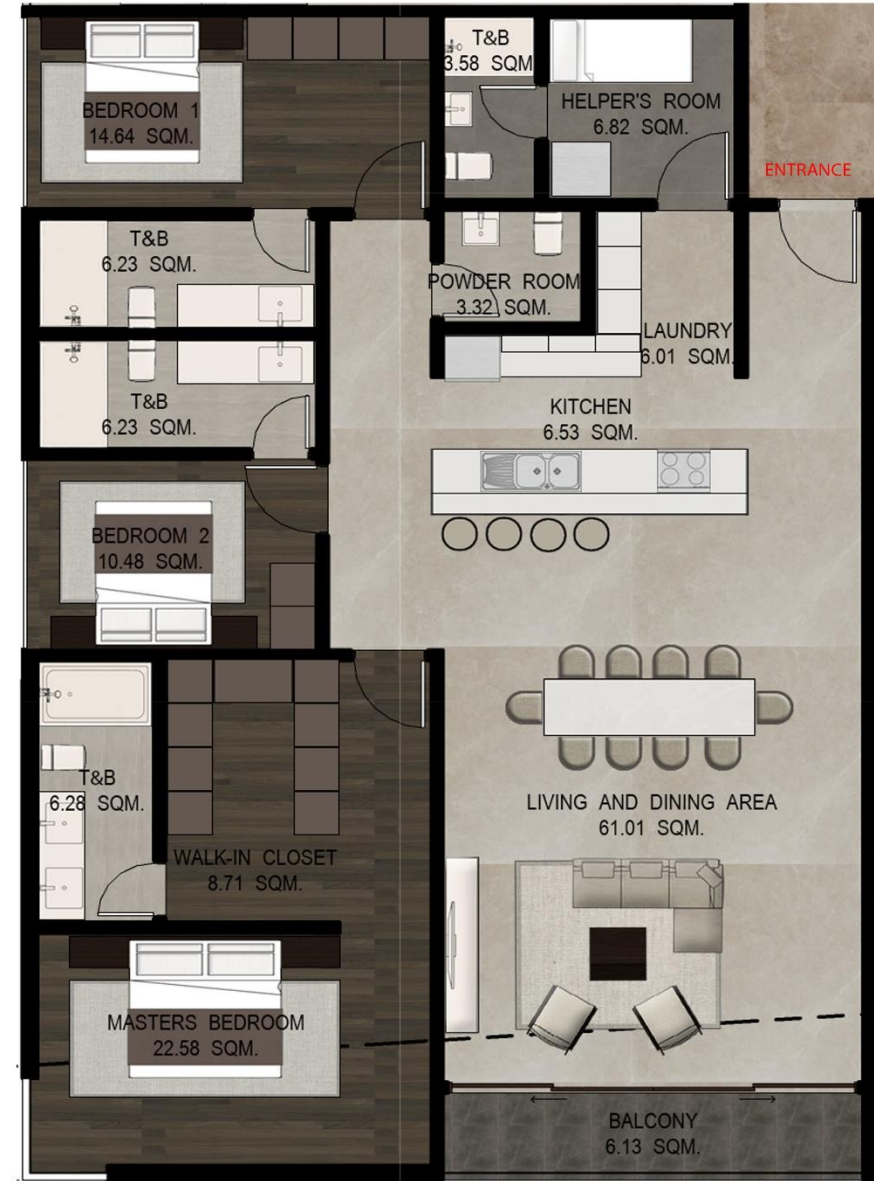 T&B
3.58 SQM
BEDROOM 1
14.64 SQM.
HELPER'S ROOM
6.82 SQM.
ENTRANCE
T&B
6.23 SQM.
POWDER ROOM
3.32 SQM.
LAUNDRY
6.01 SQM.
T&B
6.23 SQM.
KITCHEN
6.53 SQM.
BEDROOM 2
10.48 SQM.
T&B
6.28 SQM.
LIVING AND DINING AREA
61.01 SQM.
WALK-IN CLOSET
8.71 SQM.
MASTERS BEDROOM
22.58 SQM.
BALCONY
6.13 SQM.